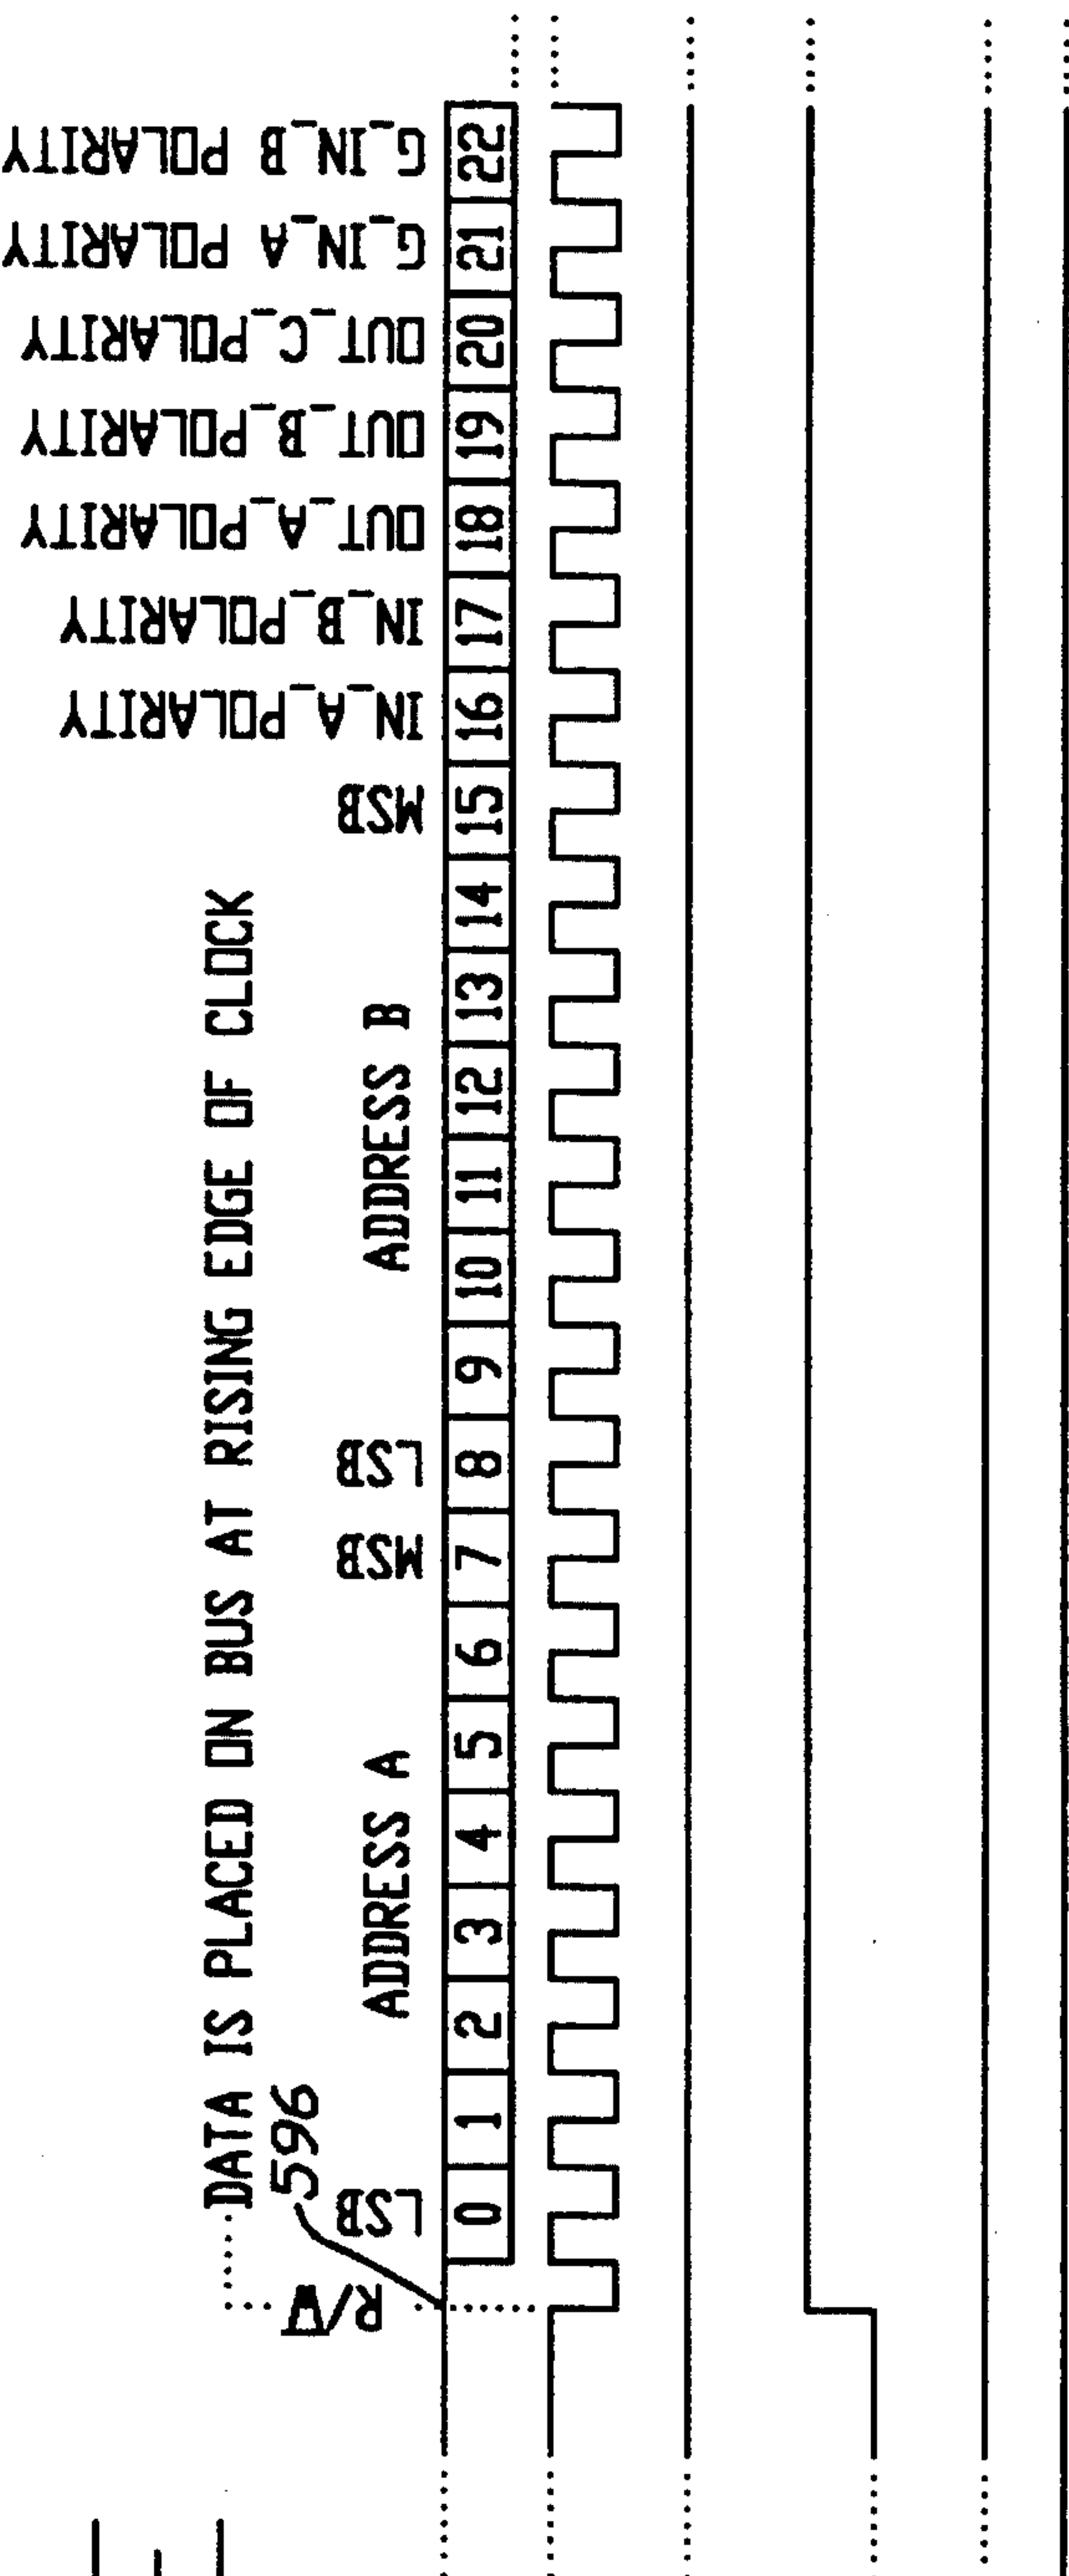 DATA IS PLACED ON BUS AT RISING EDGE OF CLOCK
596
R/W
LSB
ADDRESS A
MSB
LSB
ADDRESS B
MSB
IN_A_POLARITY
IN_B_POLARITY
OUT_A_POLARITY
OUT_B_POLARITY
OUT_C_POLARITY
G_IN_A POLARITY
G_IN_B POLARITY
0 1 2 3 4 5 6 7 8 9 10 11 12 13 14 15 16 17 18 19 20 21 22